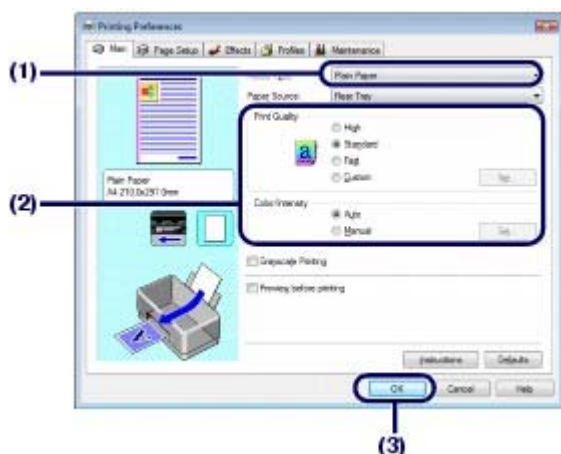 Printing Preferences
Main Page Setup Effects Profiles Maintenance
(1)
Plain Paper
Paper Source: Rear Tray
Print Quality
High
Standard
Fast
Custom
Plain Paper
A4 210.0x297.0mm
(2)
Color/Intensity
Auto
Manual
Grayscale Printing
Preview before printing
Instructions Defaults
OK Cancel Help
(3)